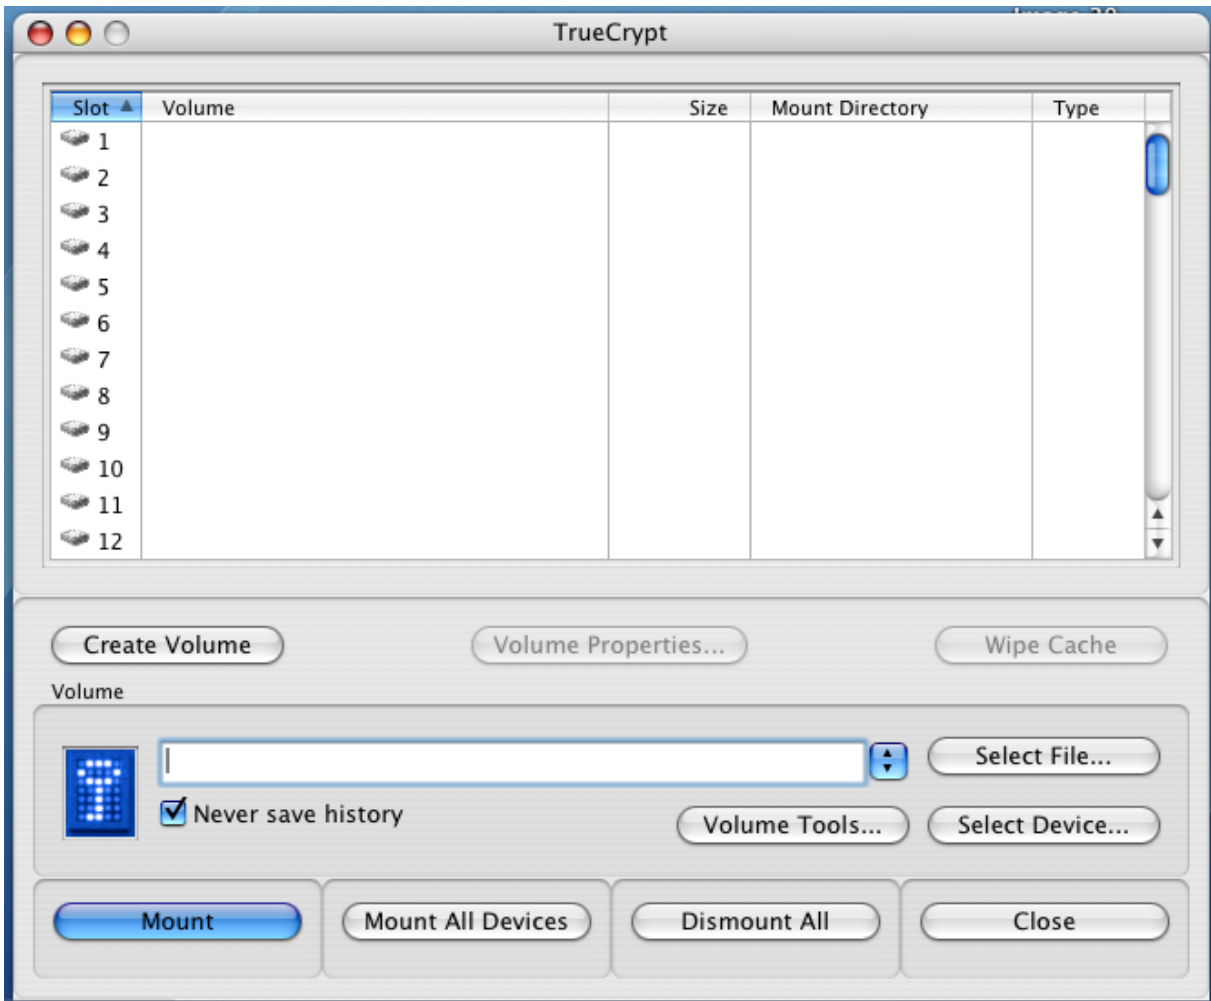 TrueCrypt
Slot Volume Size Mount Directory Type
1
2
3
4
5
6
7
8
9
10
11
12
Create Volume Volume Properties... Wipe Cache
Volume
Select File...
Never save history
Volume Tools... Select Device...
Mount Mount All Devices Dismount All Close